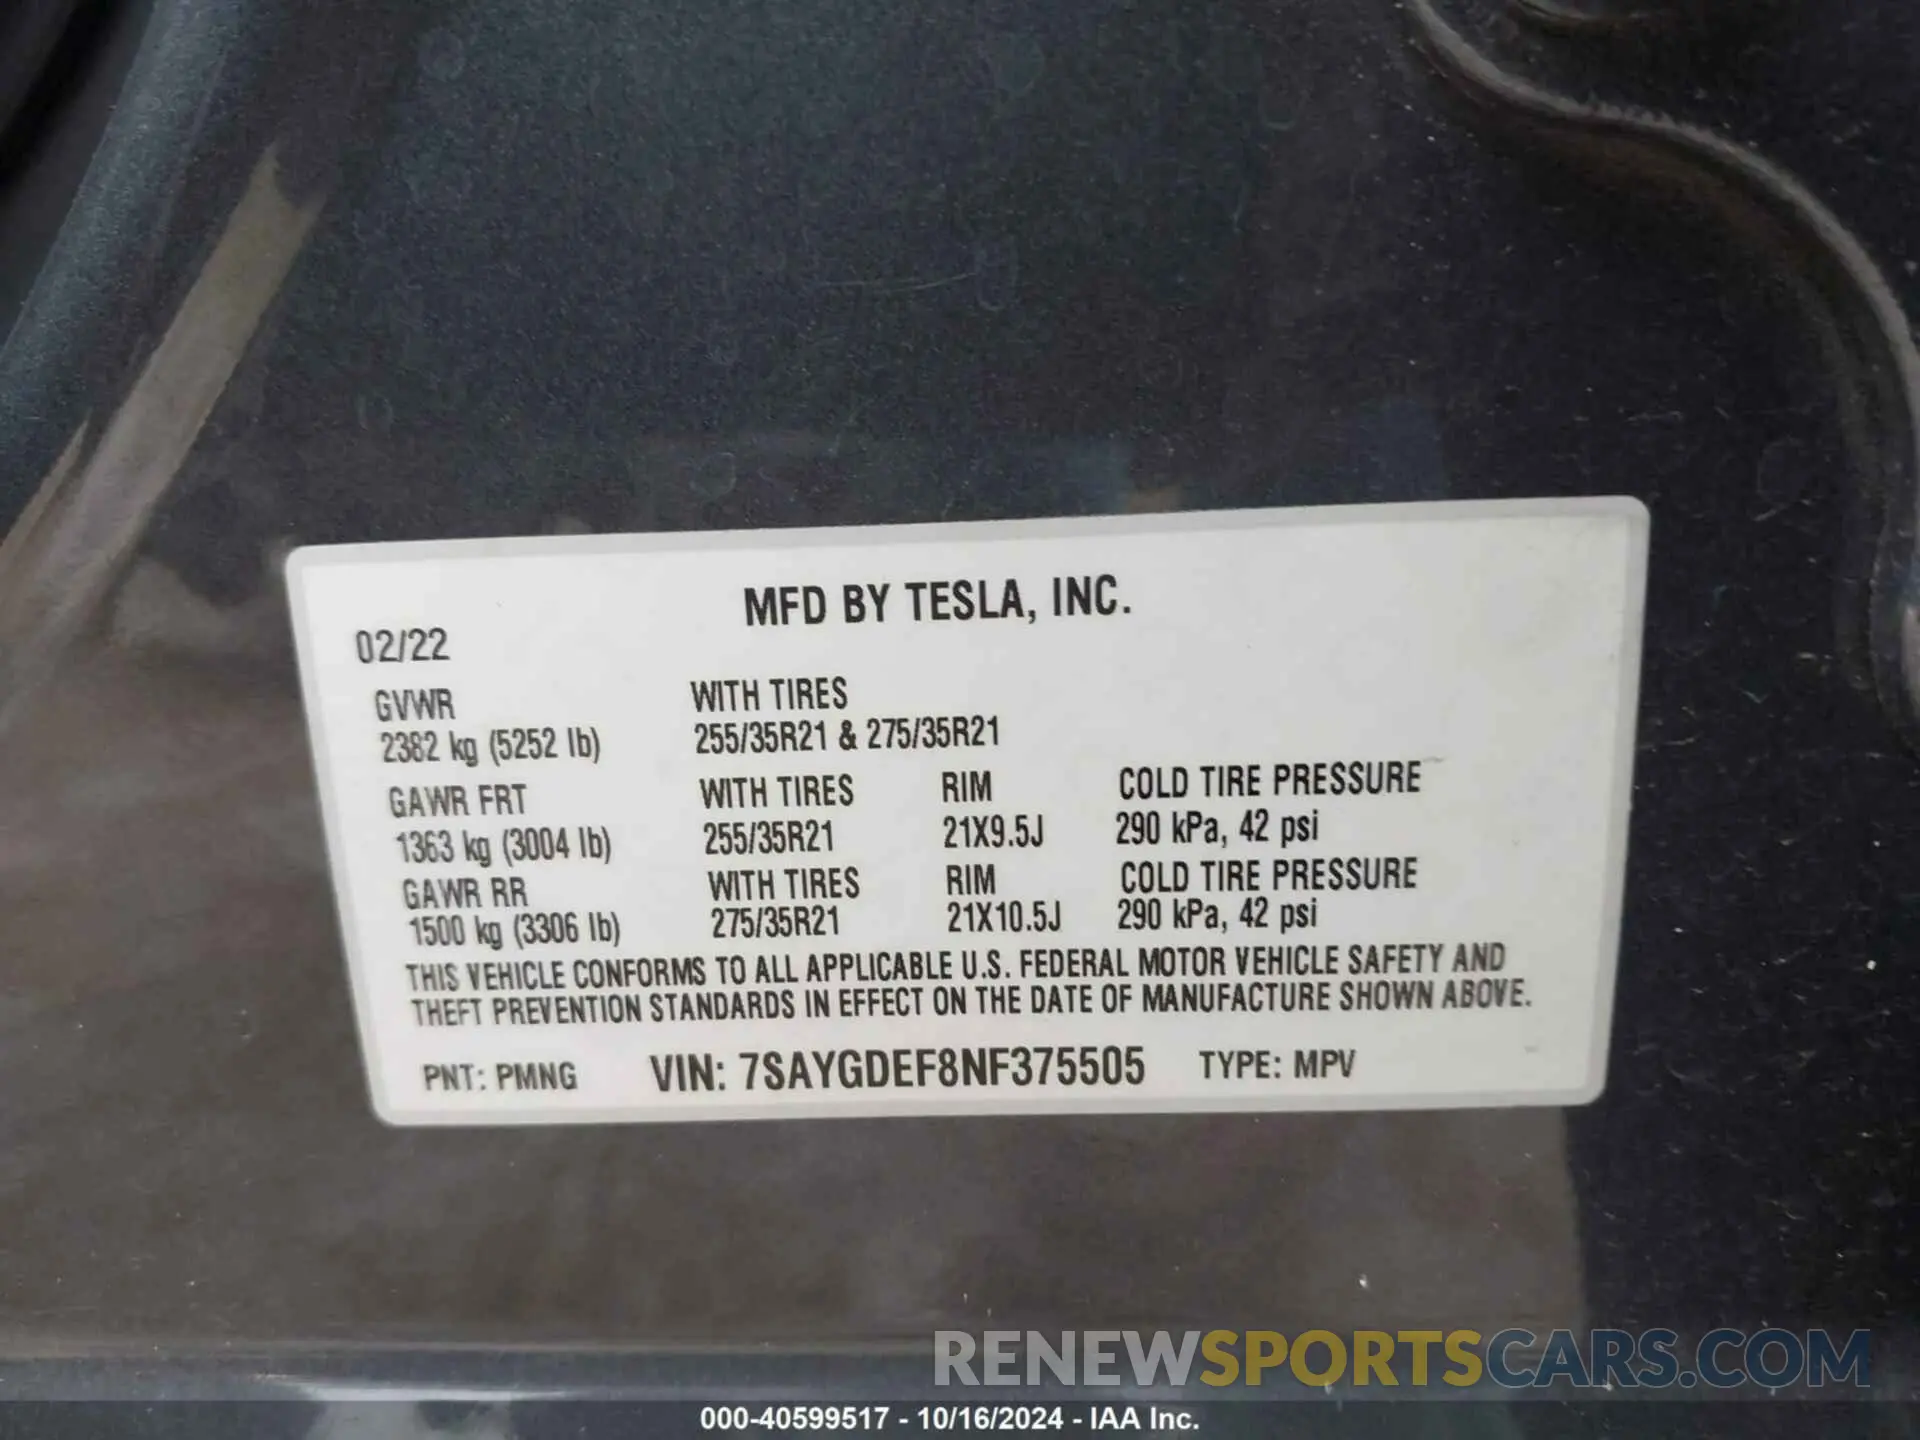 MFD BY TESLA, INC.
02/22
GVWR WITH TIRES
2382 kg (5252 lb) 255/35R21 & 275/35R21
GAWR FRT WITH TIRES RIM COLD TIRE PRESSURE
1363 kg (3004 lb) 255/35R21 21X9.5J 290 kPa, 42 psi
GAWR RR WITH TIRES RIM COLD TIRE PRESSURE
1500 kg (3306 lb) 275/35R21 21X10.5J 290 kPa, 42 psi
THIS VEHICLE CONFORMS TO ALL APPLICABLE U.S. FEDERAL MOTOR VEHICLE SAFETY AND
THEFT PREVENTION STANDARDS IN EFFECT ON THE DATE OF MANUFACTURE SHOWN ABOVE.
PNT: PMNG VIN: 7SAYGDEF8NF375505 TYPE: MPV
RENEWSPORTSCARS.COM
000-40599517 - 10/16/2024 - IAA Inc.